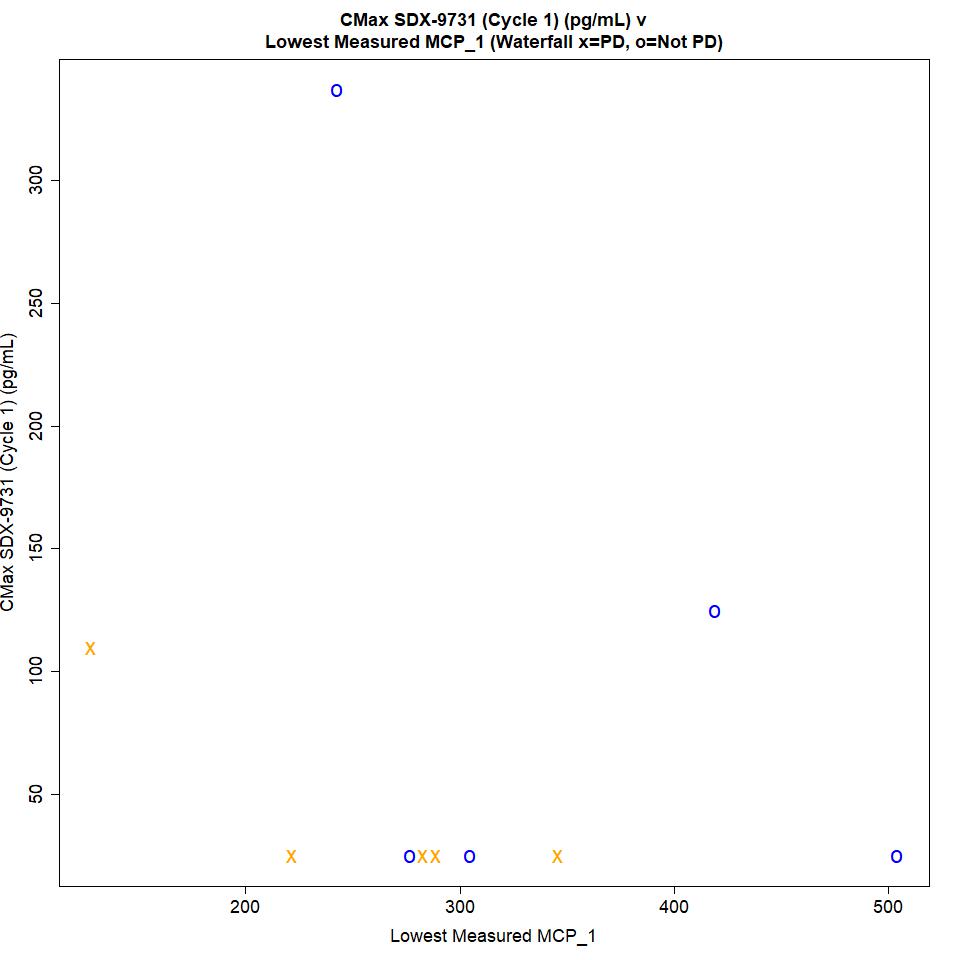 CMax SDX-9731 (Cycle 1) (pg/mL) v
Lowest Measured MCP_1 (Waterfall x=PD, o=Not PD)
CMax SDX-9731 (Cycle 1) (pg/mL)
300
250
200
150
100
50
o
o
x
x
o
x
x
o
x
o
200
300
400
500
Lowest Measured MCP_1